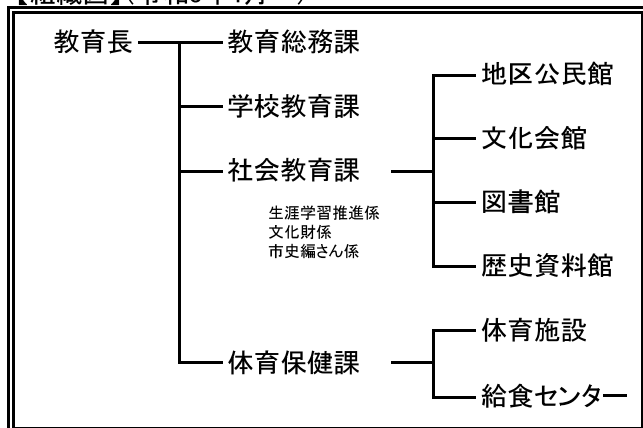 教育長
教育総務課
学校教育課
社会教育課
生涯学習推進係
文化財係
市史編さん係
地区公民館
文化会館
図書館
歴史資料館
体育保健課
体育施設
給食センター